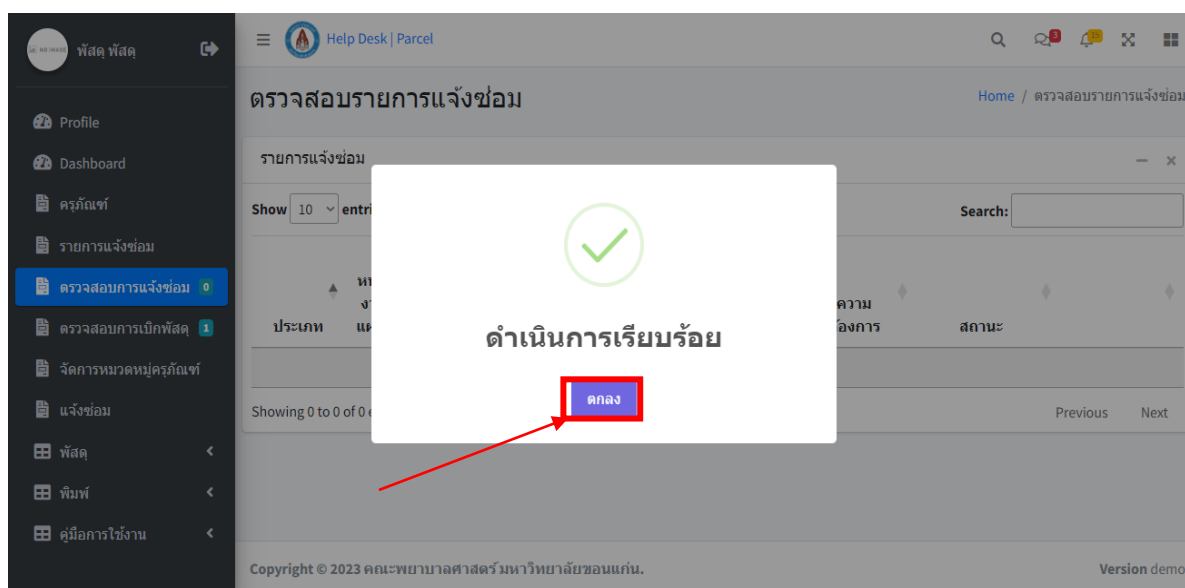 พัสดุ พัสดุ
Help Desk | Parcel
3
15
ตรวจสอบรายการแจ้งซ่อม
Home / ตรวจสอบรายการแจ้งซ่อม
Profile
Dashboard
ครุภัณฑ์
รายการแจ้งซ่อม
ตรวจสอบการแจ้งซ่อม 0
ตรวจสอบการเบิกพัสดุ 1
จัดการหมวดหมู่ครุภัณฑ์
แจ้งซ่อม
พัสดุ
พิมพ์
คู่มือการใช้งาน
รายการแจ้งซ่อม
Show 10 entri
Search:
ประเภท
ความ
สถานะ
ดำเนินการเรียบร้อย
ตกลง
Showing 0 to 0 of 0 e
Previous Next
Copyright © 2023 คณะพยาบาลศาสตร์ มหาวิทยาลัยขอนแก่น.
Version demo